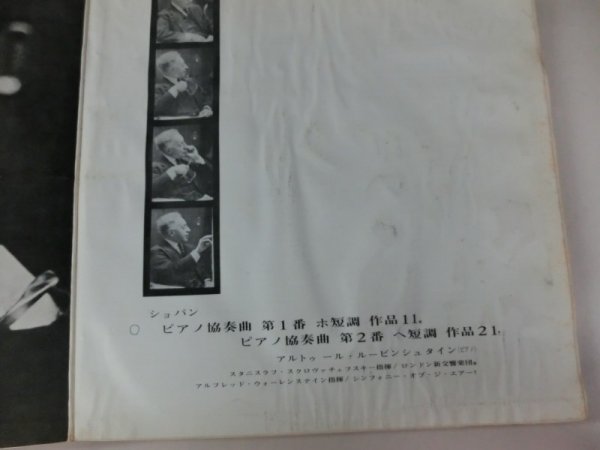 ショパン
ピアノ協奏曲 第1番 ホ短調 作品11.
ピアノ協奏曲 第2番 ヘ短調 作品21.
アルトゥール・ルービンシュタイン(ピアノ)
スタニスラフ・スクロヴァチェフスキー指揮/ロンドン新交響楽団.
アルフレッド・ウォーレンステイン指揮/シンフォニー・オブ・ジ・エアー!